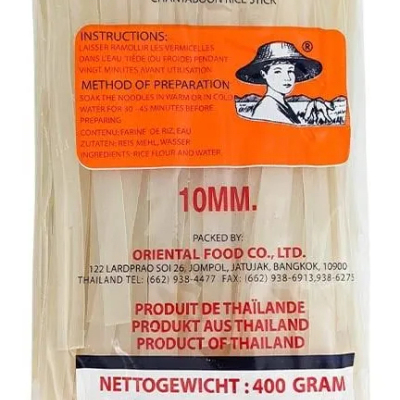 CHANTABOON RICE STICK
INSTRUCTIONS:
LAISSER RAMOLLIR LES VERMICELLES
DANS L'EAU TIÈDE (OU FROIDE) PENDANT
VINGT MINUTES AVANT UTILISATION
METHOD OF PREPARATION
SOAK THE NOODLES IN WARM OR IN COLD
WATER FOR 30 -45 MINUTES BEFORE
PREPARING
CONTENU: FARINE DE RIZ, EAU
ZUTATEN: REIS MEHL, WASSER
INGREDIENTS: RICE FLOUR AND WATER
®
10MM.
PACKED BY:
ORIENTAL FOOD CO., LTD.
122 LARDPRAO SOI 26, JOMPOL, JATUJAK, BANGKOK, 10900
THAILAND TEL: (662) 938-4477 FAX: (662) 938-6913,938-6275
PRODUIT DE THAÏLANDE
PRODUKT AUS THAILAND
PRODUCT OF THAILAND
NETTOGEWICHT : 400 GRAM